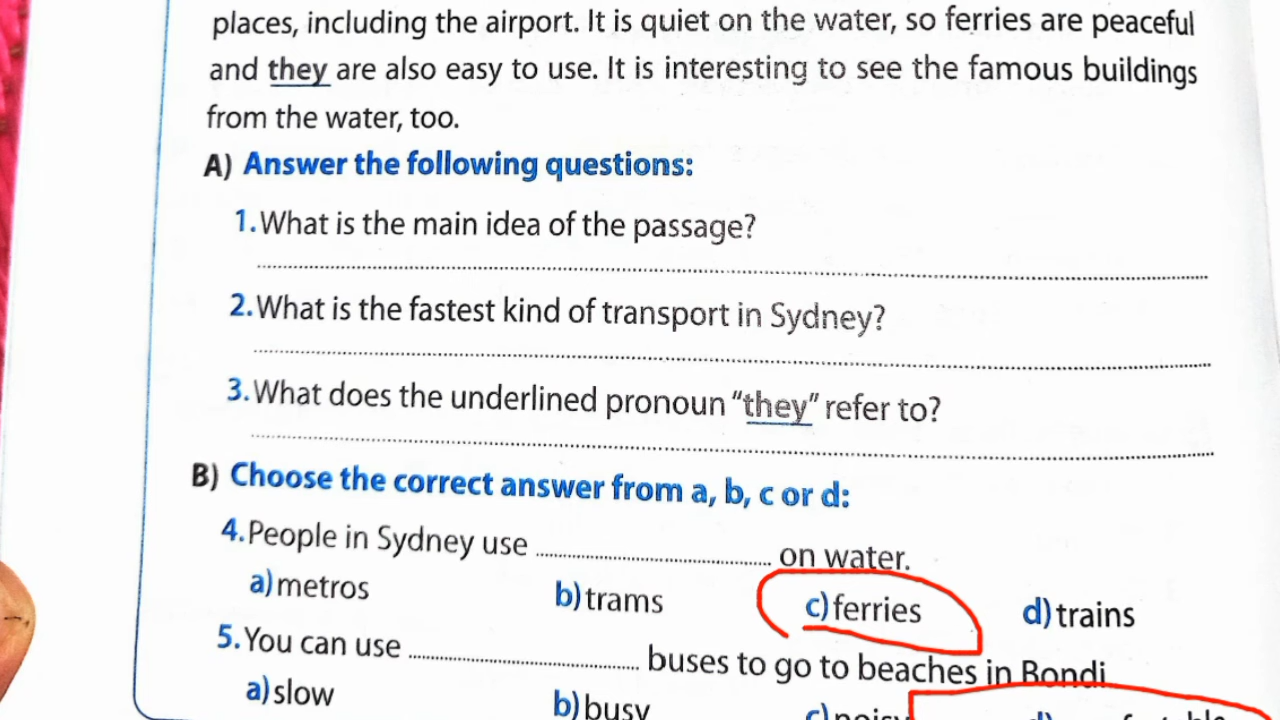 places, including the airport. It is quiet on the water, so ferries are peaceful
and they are also easy to use. It is interesting to see the famous buildings
from the water, too.
A) Answer the following questions:
1. What is the main idea of the passage?
2. What is the fastest kind of transport in Sydney?
3. What does the underlined pronoun "they" refer to?
B) Choose the correct answer from a, b, c or d:
4. People in Sydney use ........................ on water.
a) metros b) trams c) ferries d) trains
5. You can use ........................ buses to go to beaches in Bondi
a) slow b) busy c) noisy d)